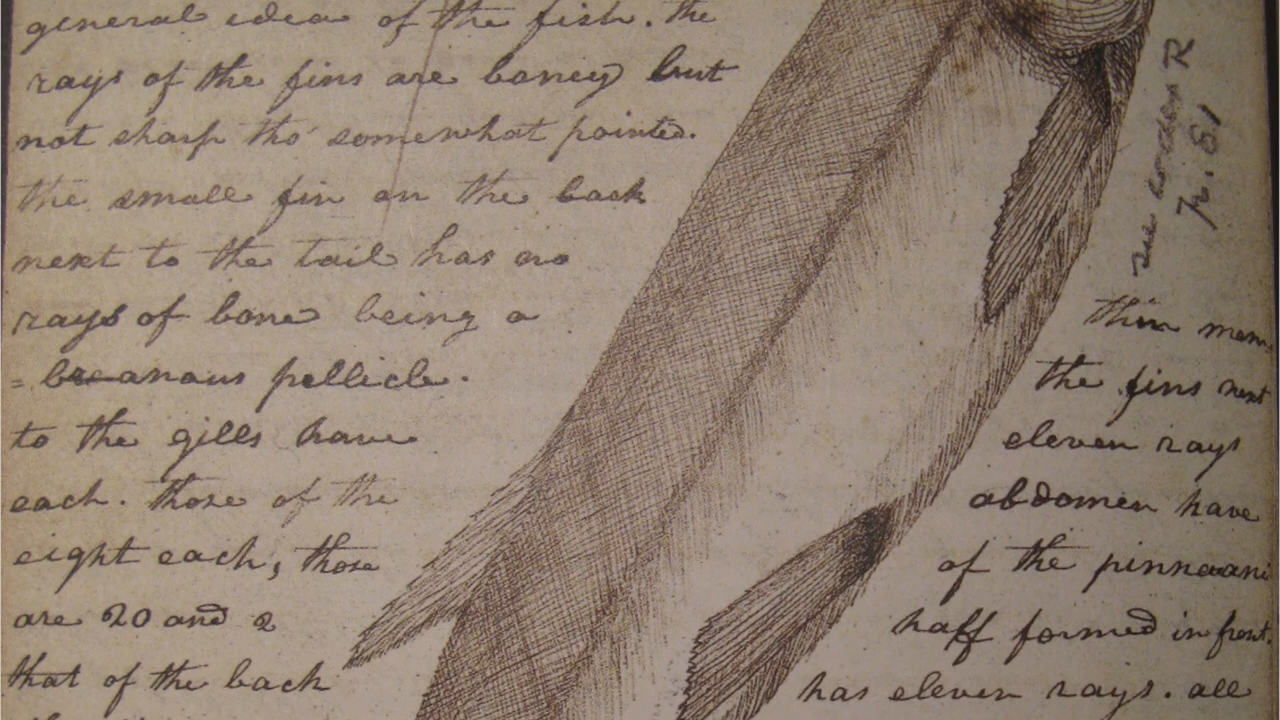 general idea of the fish. the
rays of the fins are boney but
not sharp tho' somewhat pointed.
the small fin on the back
next to the tail has no
rays of bone being a thin mem-
=branous pellicle. the fins next
to the gills have eleven rays
each. those of the abdomen have
eight each, those of the pinnaani
are 20 and 2 haff formed in front.
that of the back has eleven rays. all
see 81